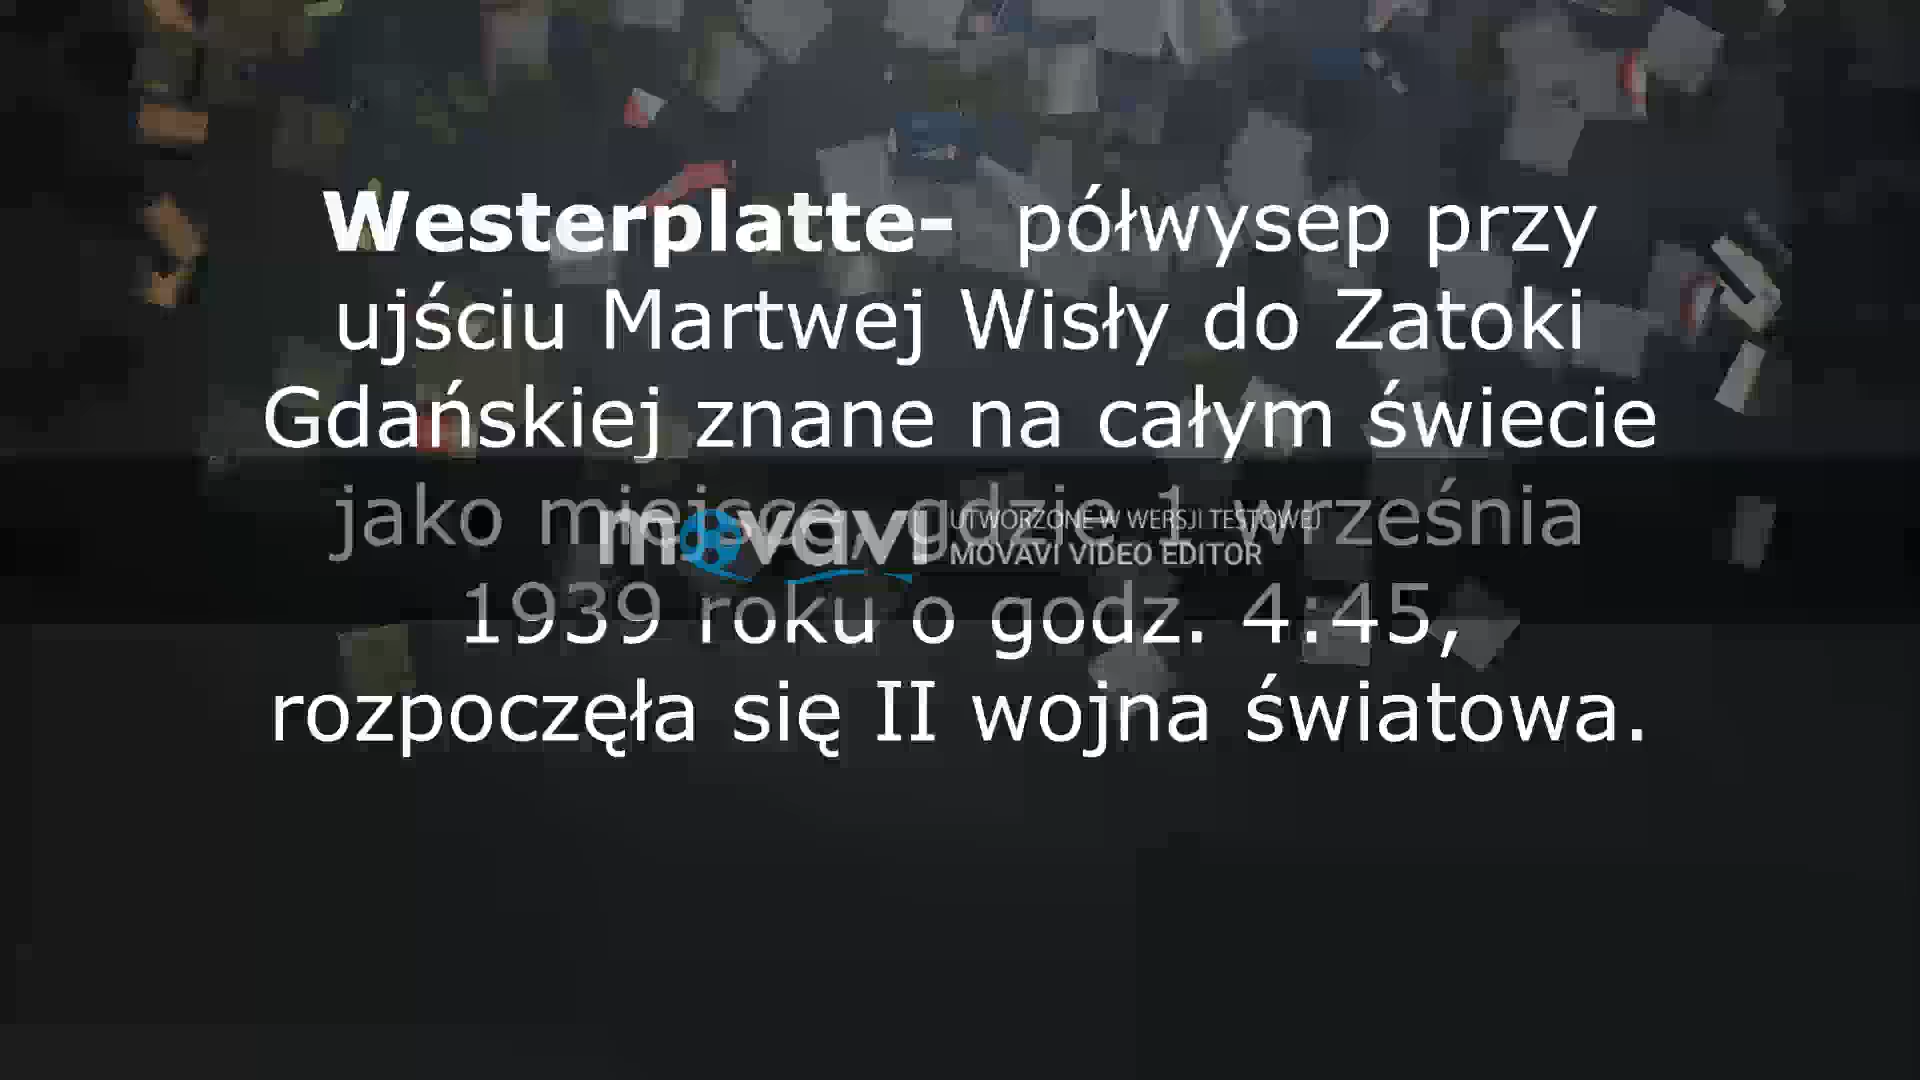 Westerplatte- półwysep przy
ujściu Martwej Wisły do Zatoki
Gdańskiej znane na całym świecie
jako miejsce, gdzie 1 września
movavi UTWORZONE W WERSJI TESTOWEJ
MOVAVI VIDEO EDITOR
1939 roku o godz. 4:45,
rozpoczęła się II wojna światowa.